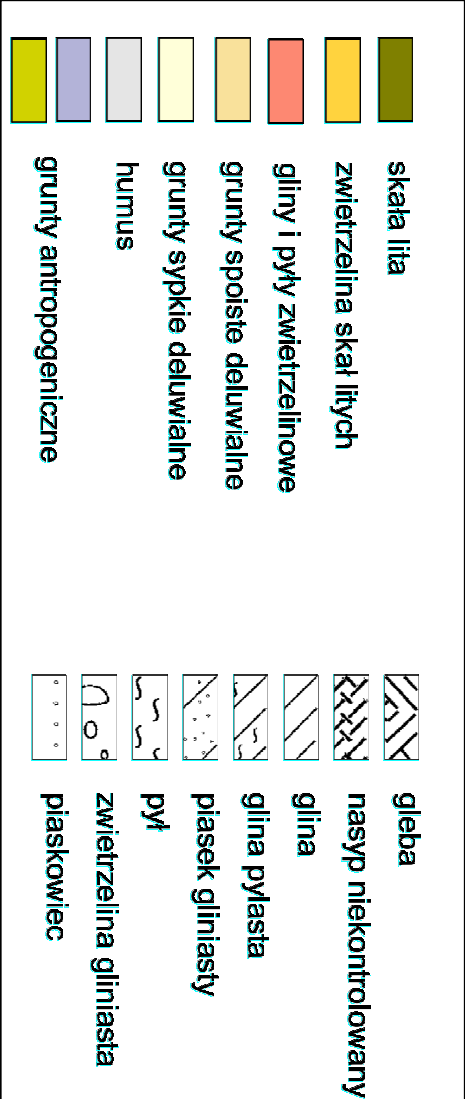 skała lita
zwietrzelina skał litych
gliny i pyły zwietrzelinowe
grunty spoiste deluwialne
grunty sypkie deluwialne
humus
grunty antropogeniczne
gleba
nasyp niekontrolowany
glina
glina pylasta
piasek gliniasty
pył
zwietrzelina gliniasta
piaskowiec